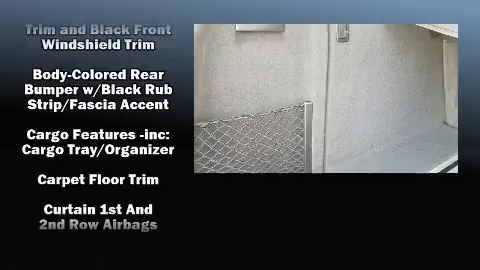 Trim and Black Front
Windshield Trim
Body-Colored Rear
Bumper w/Black Rub
Strip/Fascia Accent
Cargo Features -inc:
Cargo Tray/Organizer
Carpet Floor Trim
Curtain 1st And
2nd Row Airbags